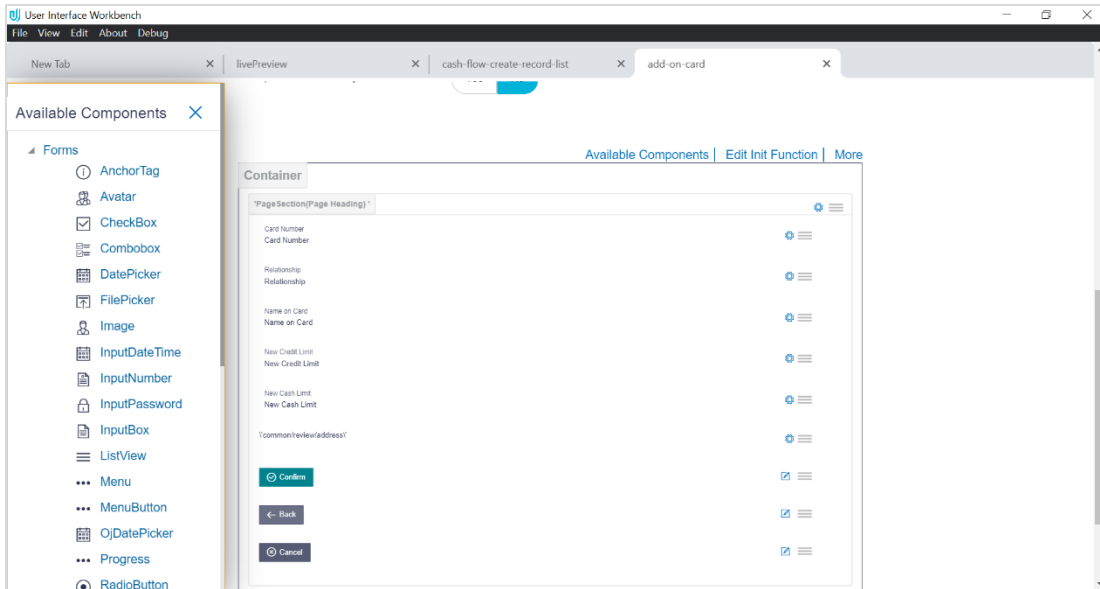 User Interface Workbench
File View Edit About Debug
New Tab
livePreview
cash-flow-create-record-list
add-on-card
Available Components
Forms
AnchorTag
Avatar
CheckBox
Combobox
DatePicker
FilePicker
Image
InputDateTime
InputNumber
InputPassword
InputBox
ListView
Menu
MenuButton
OjDatePicker
Progress
RadioButton
Available Components | Edit Init Function | More
Container
'PageSection(Page Heading) '
Card Number
Card Number
Relationship
Relationship
Name on Card
Name on Card
New Credit Limit
New Credit Limit
New Cash Limit
New Cash Limit
\'common/review/address\'
Confirm
Back
Cancel